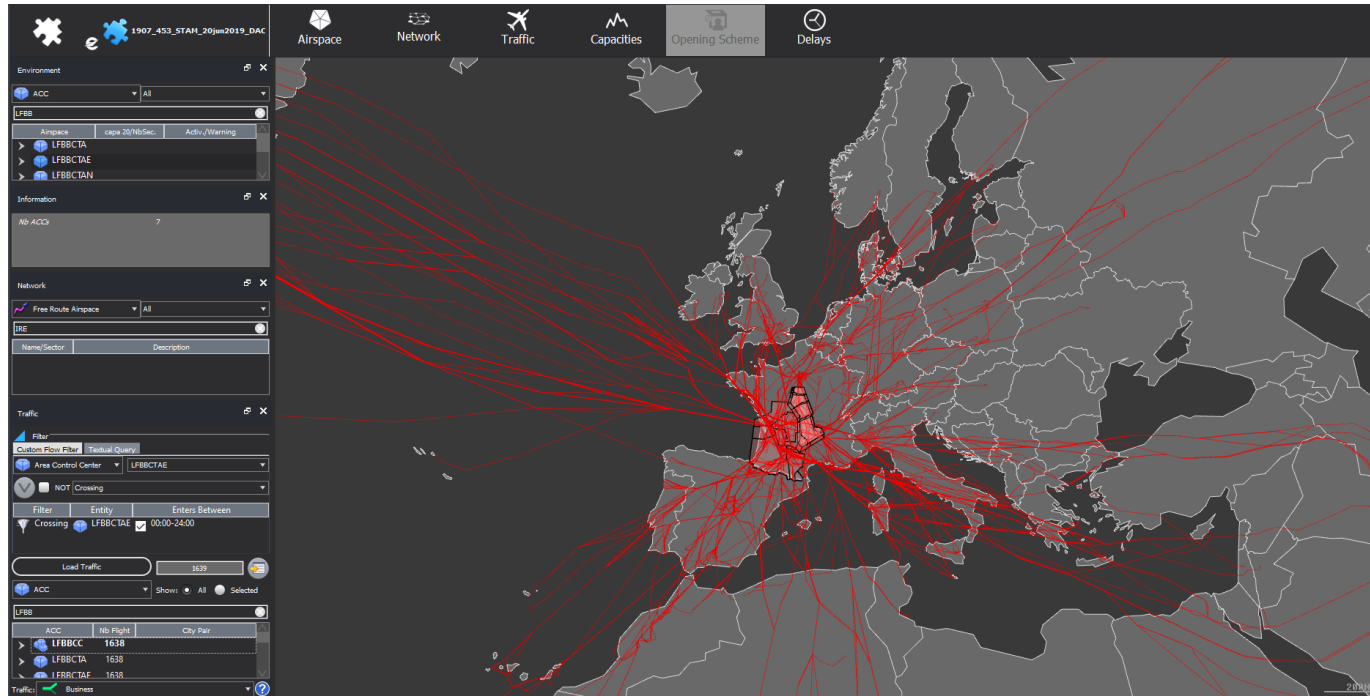 1907_453_STAM_20jun2019_DAC
Airspace
Network
Traffic
Capacities
Opening Scheme
Delays
Environment
ACC
All
LFBB
Airspace capa 20/NbSec. Activ./Warning
LFBBCTA
LFBBCTAE
LFBBCTAN
Information
Nb ACCs 7
Network
Free Route Airspace
All
IRE
Name/Sector Description
Traffic
Filter
Custom Flow Filter Textual Query
Area Control Center LFBBCTAE
NOT Crossing
Filter Entity Enters Between
Crossing LFBBCTAE 00:00-24:00
Load Traffic 1639
ACC Show: All Selected
LFBB
ACC Nb Flight City Pair
LFBBCC 1638
LFBBCTA 1638
LFBBCTAE 1638
Traffic: Business